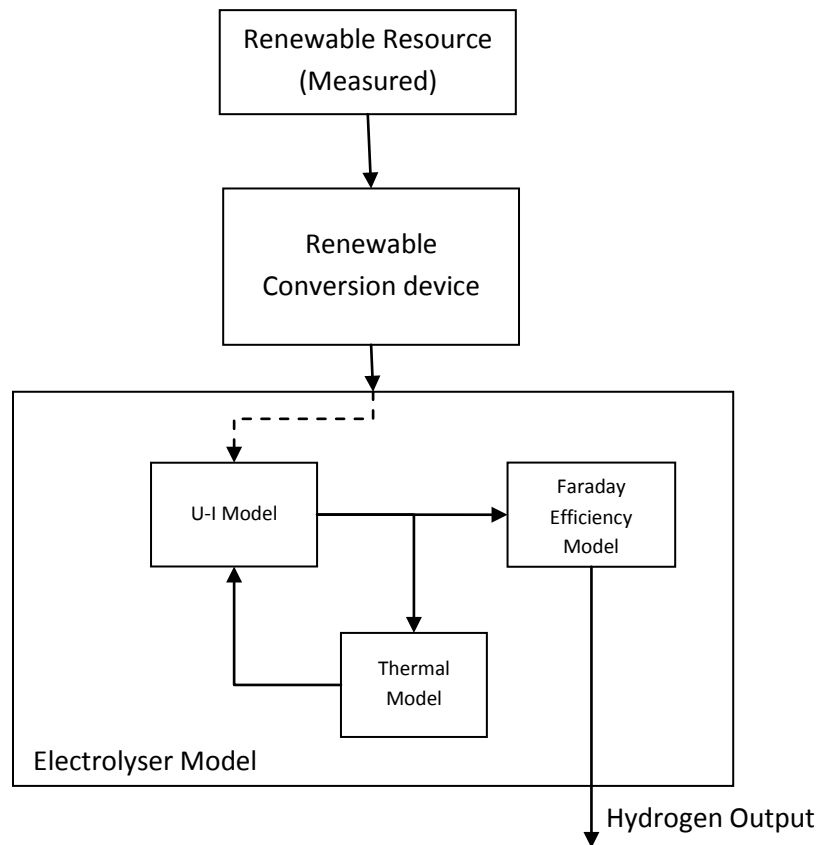 Renewable Resource
(Measured)
Renewable
Conversion device
U-I Model
Faraday
Efficiency
Model
Thermal
Model
Electrolyser Model
Hydrogen Output